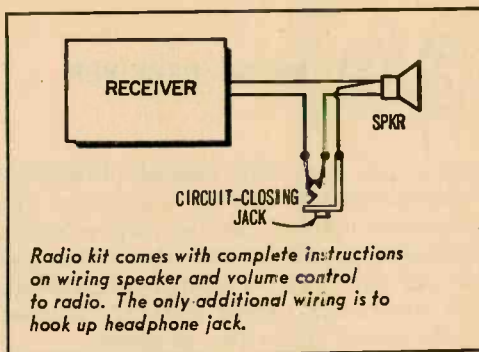 RECEIVER
SPKR
CIRCUIT-CLOSING
JACK
Radio kit comes with complete instructions
on wiring speaker and volume control
to radio. The only additional wiring is to
hook up headphone jack.